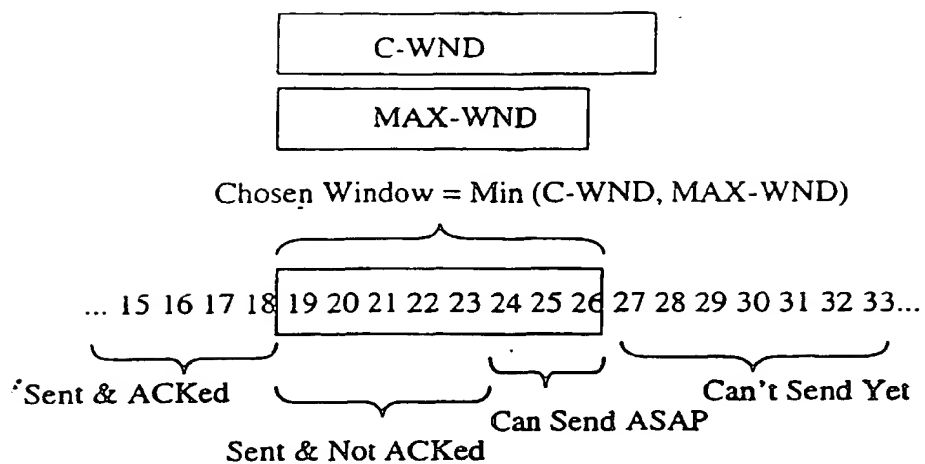 C-WND
MAX-WND
Chosen Window = Min (C-WND, MAX-WND)
... 15 16 17 18 19 20 21 22 23 24 25 26 27 28 29 30 31 32 33...
Sent & ACKed
Can't Send Yet
Can Send ASAP
Sent & Not ACKed